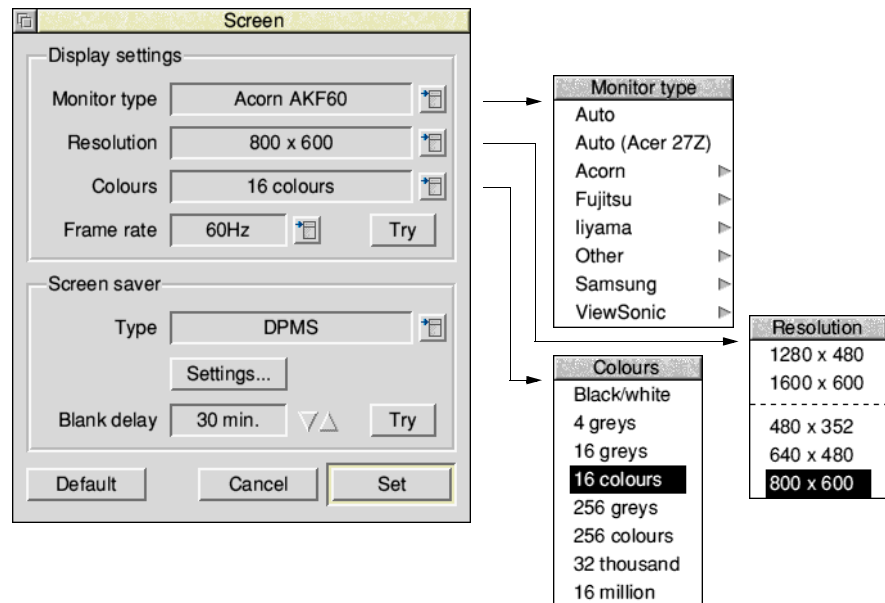 Screen
Display settings
Monitor type Acorn AKF60
Resolution 800 x 600
Colours 16 colours
Frame rate 60Hz Try
Screen saver
Type DPMS
Settings...
Blank delay 30 min. Try
Default Cancel Set
Monitor type
Auto
Auto (Acer 27Z)
Acorn
Fujitsu
Iiyama
Other
Samsung
ViewSonic
Colours
Black/white
4 greys
16 greys
16 colours
256 greys
256 colours
32 thousand
16 million
Resolution
1280 x 480
1600 x 600
480 x 352
640 x 480
800 x 600